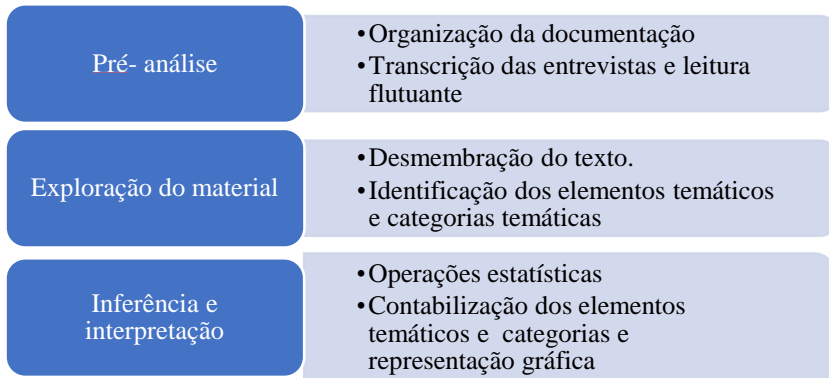 Pré- análise
•Organização da documentação
•Transcrição das entrevistas e leitura
flutuante
Exploração do material
•Desmembração do texto.
•Identificação dos elementos temáticos
e categorias temáticas
Inferência e
interpretação
•Operações estatísticas
•Contabilização dos elementos
temáticos e categorias e
representação gráfica